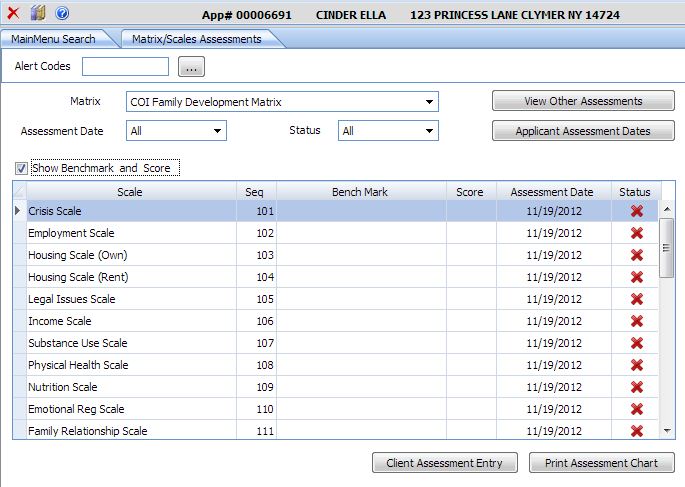 App# 00006691 CINDER ELLA 123 PRINCESS LANE CLYMER NY 14724
MainMenu Search Matrix/Scales Assessments
Alert Codes ...
Matrix COI Family Development Matrix View Other Assessments
Assessment Date All Status All Applicant Assessment Dates
Show Benchmark and Score
Scale Seq Bench Mark Score Assessment Date Status
Crisis Scale 101 11/19/2012
Employment Scale 102 11/19/2012
Housing Scale (Own) 103 11/19/2012
Housing Scale (Rent) 104 11/19/2012
Legal Issues Scale 105 11/19/2012
Income Scale 106 11/19/2012
Substance Use Scale 107 11/19/2012
Physical Health Scale 108 11/19/2012
Nutrition Scale 109 11/19/2012
Emotional Reg Scale 110 11/19/2012
Family Relationship Scale 111 11/19/2012
Client Assessment Entry Print Assessment Chart